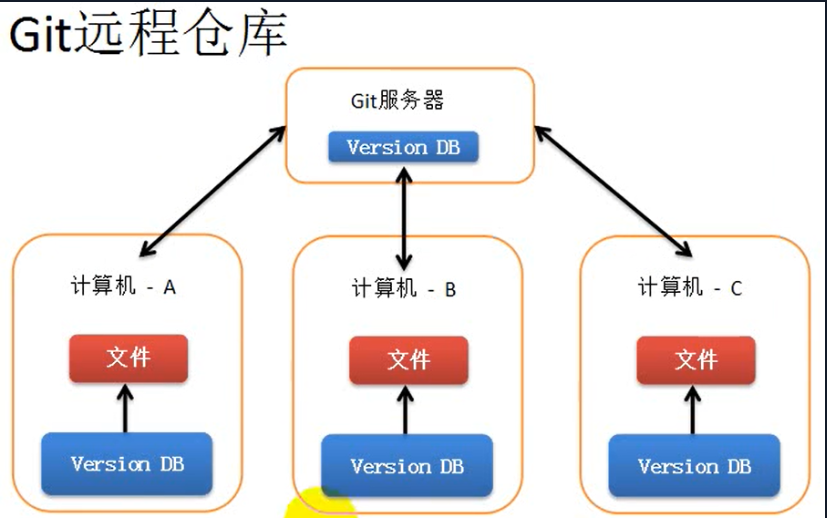 Git远程仓库
Git服务器
Version DB
计算机 - A
计算机 - B
计算机 - C
文件
文件
文件
Version DB
Version DB
Version DB